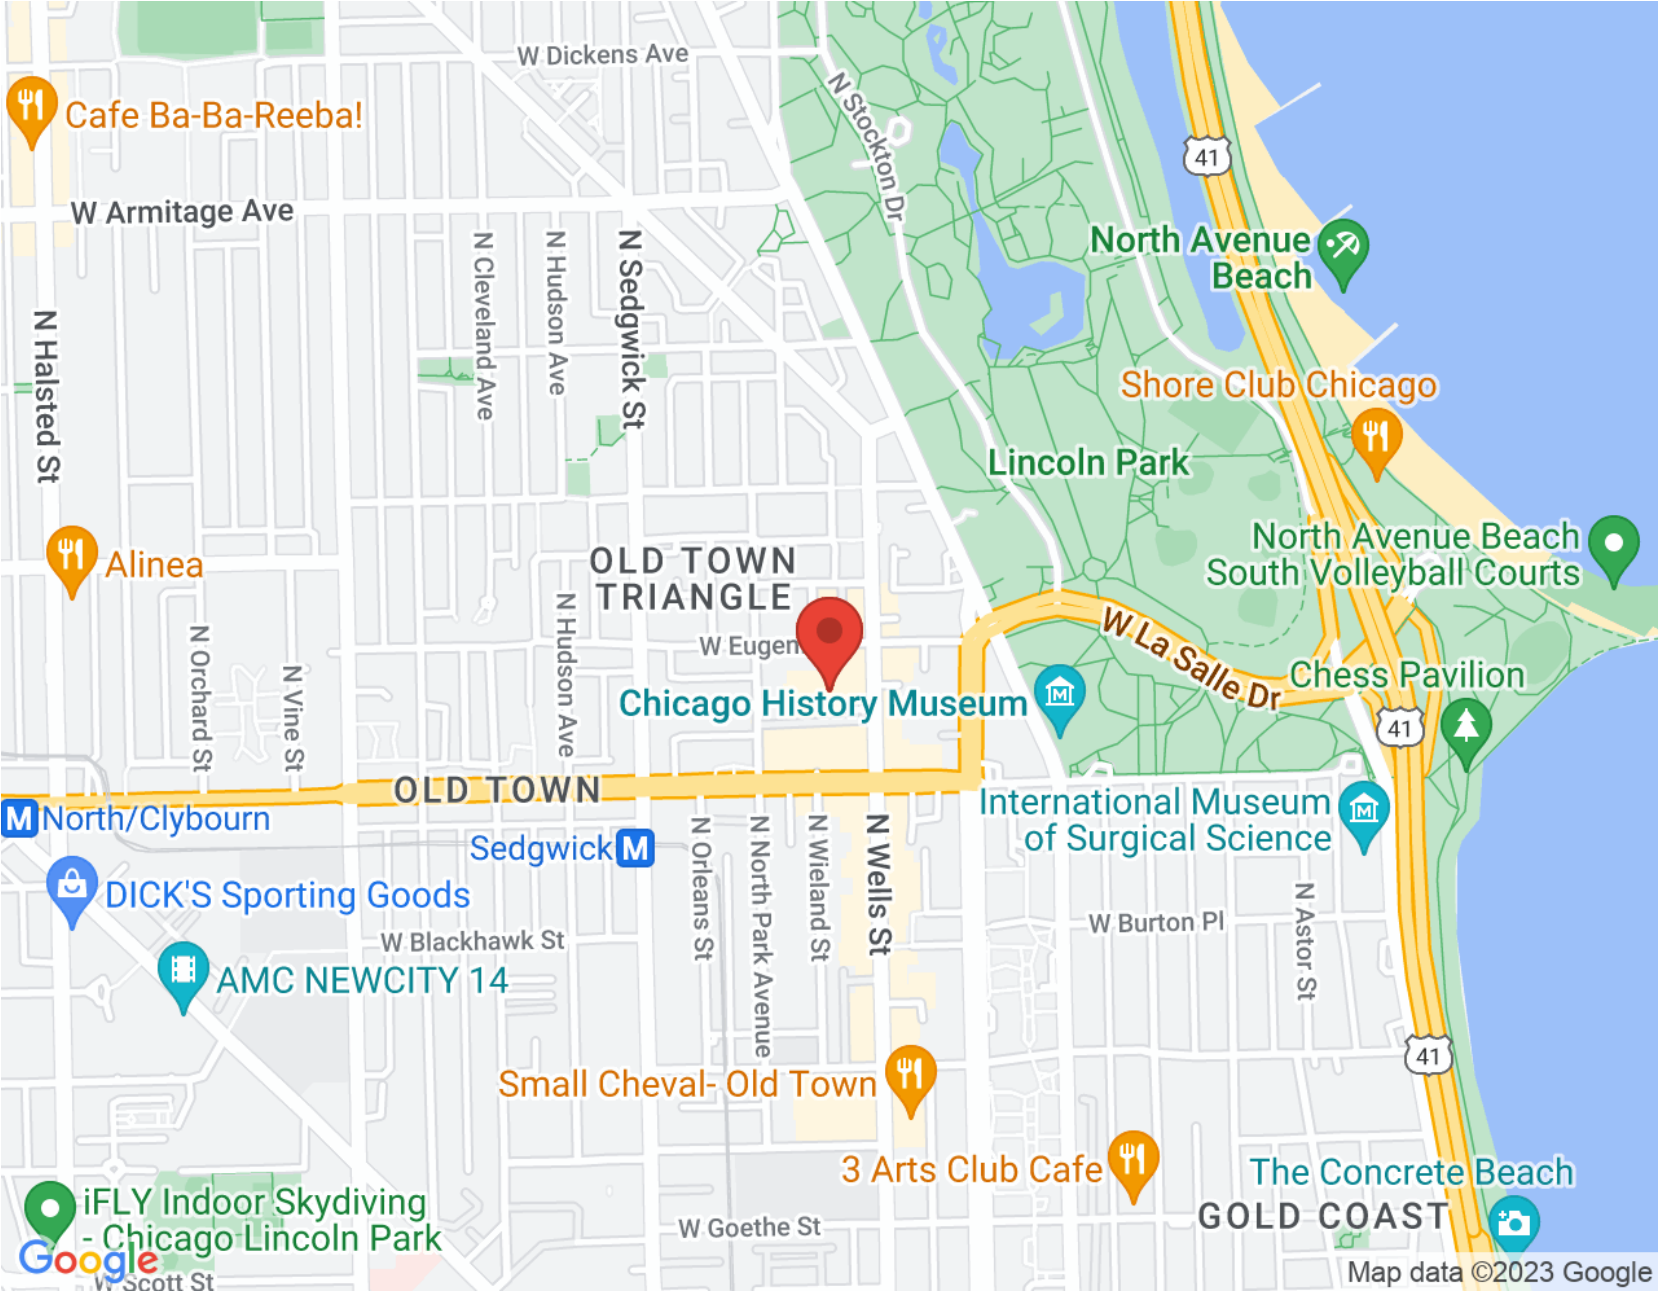 W Dickens Ave
N Stockton Dr
Cafe Ba-Ba-Reeba!
41
W Armitage Ave
North Avenue
Beach
N Cleveland Ave
N Hudson Ave
N Sedgwick St
N Halsted St
Shore Club Chicago
Lincoln Park
North Avenue Beach
South Volleyball Courts
Alinea
OLD TOWN
TRIANGLE
W Eugen
W La Salle Dr
N Orchard St
N Vine St
N Hudson Ave
Chess Pavilion
Chicago History Museum
41
OLD TOWN
M North/Clybourn
Sedgwick M
International Museum
of Surgical Science
N Orleans St
N North Park Avenue
N Wieland St
N Wells St
DICK'S Sporting Goods
W Blackhawk St
W Burton Pl
N Astor St
AMC NEWCITY 14
41
Small Cheval- Old Town
3 Arts Club Cafe
The Concrete Beach
GOLD COAST
iFLY Indoor Skydiving
- Chicago Lincoln Park
W Goethe St
Google
W Scott St
Map data ©2023 Google